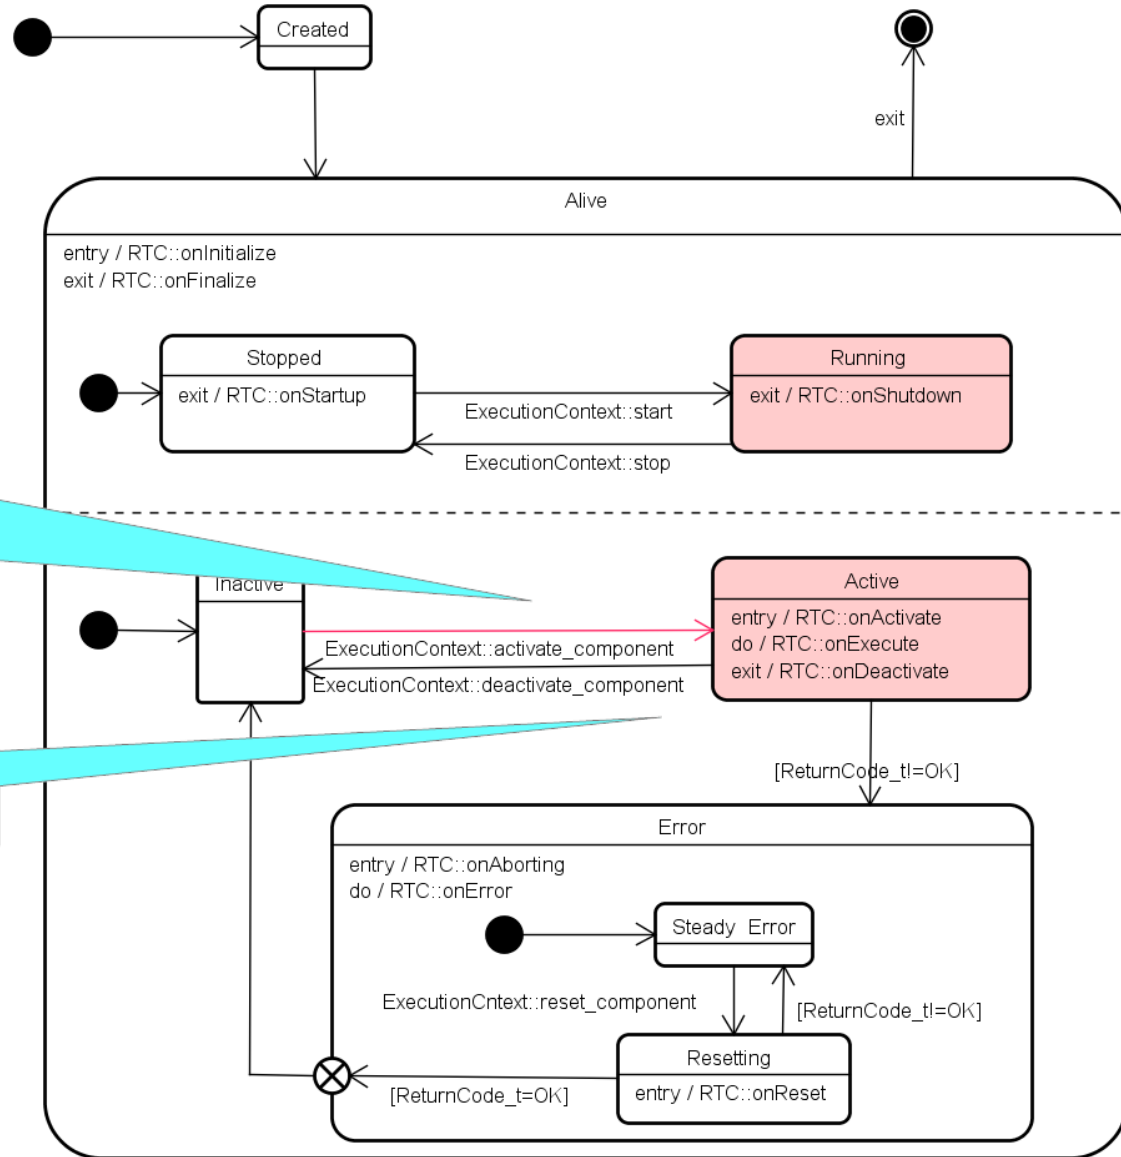 Created
exit
Alive
entry / RTC::onInitialize
exit / RTC::onFinalize
Stopped
exit / RTC::onStartup
Running
exit / RTC::onShutdown
ExecutionContext::start
ExecutionContext::stop
Inactive
Active
entry / RTC::onActivate
do / RTC::onExecute
exit / RTC::onDeactivate
ExecutionContext::activate_component
ExecutionContext::deactivate_component
[ReturnCode_t!=OK]
Error
entry / RTC::onAborting
do / RTC::onError
Steady Error
ExecutionCntext::reset_component
[ReturnCode_t!=OK]
Resetting
entry / RTC::onReset
[ReturnCode_t=OK]